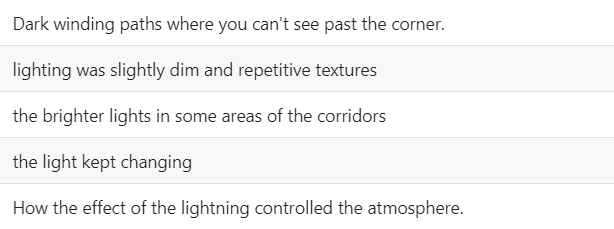 Dark winding paths where you can't see past the corner.
lighting was slightly dim and repetitive textures
the brighter lights in some areas of the corridors
the light kept changing
How the effect of the lightning controlled the atmosphere.